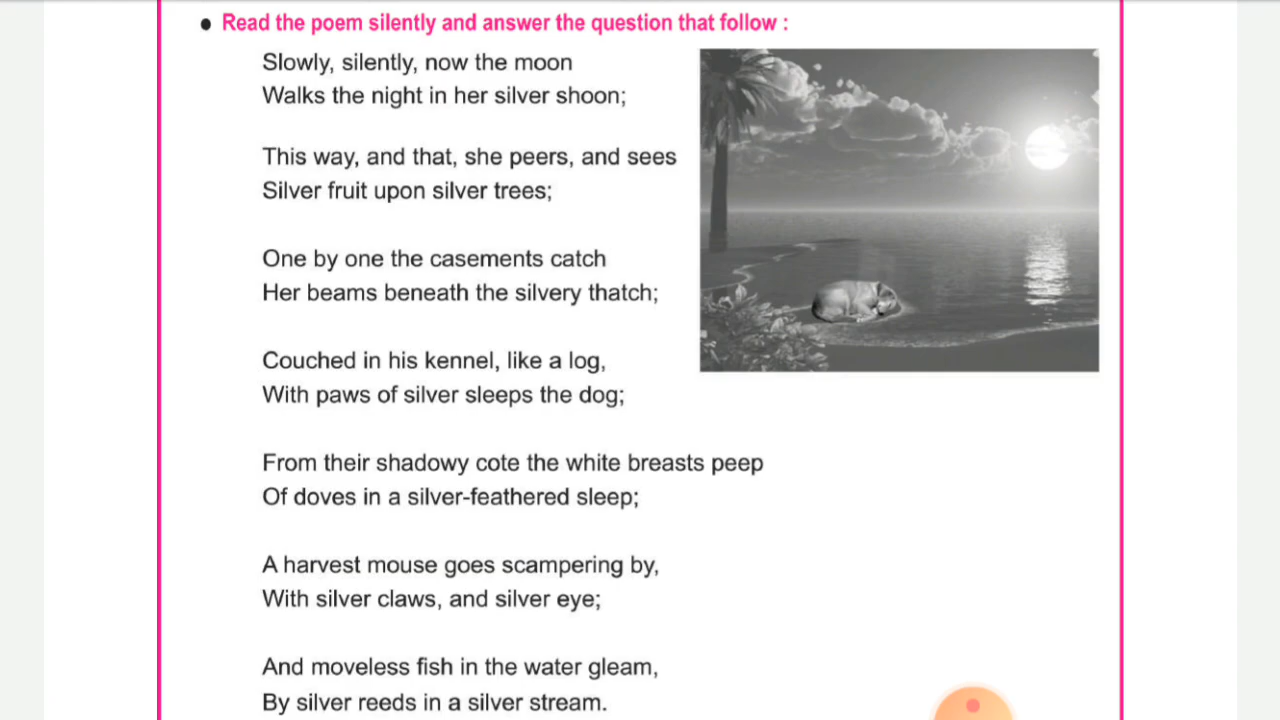 Read the poem silently and answer the question that follow :
Slowly, silently, now the moon
Walks the night in her silver shoon;
This way, and that, she peers, and sees
Silver fruit upon silver trees;
One by one the casements catch
Her beams beneath the silvery thatch;
Couched in his kennel, like a log,
With paws of silver sleeps the dog;
From their shadowy cote the white breasts peep
Of doves in a silver-feathered sleep;
A harvest mouse goes scampering by,
With silver claws, and silver eye;
And moveless fish in the water gleam,
By silver reeds in a silver stream.